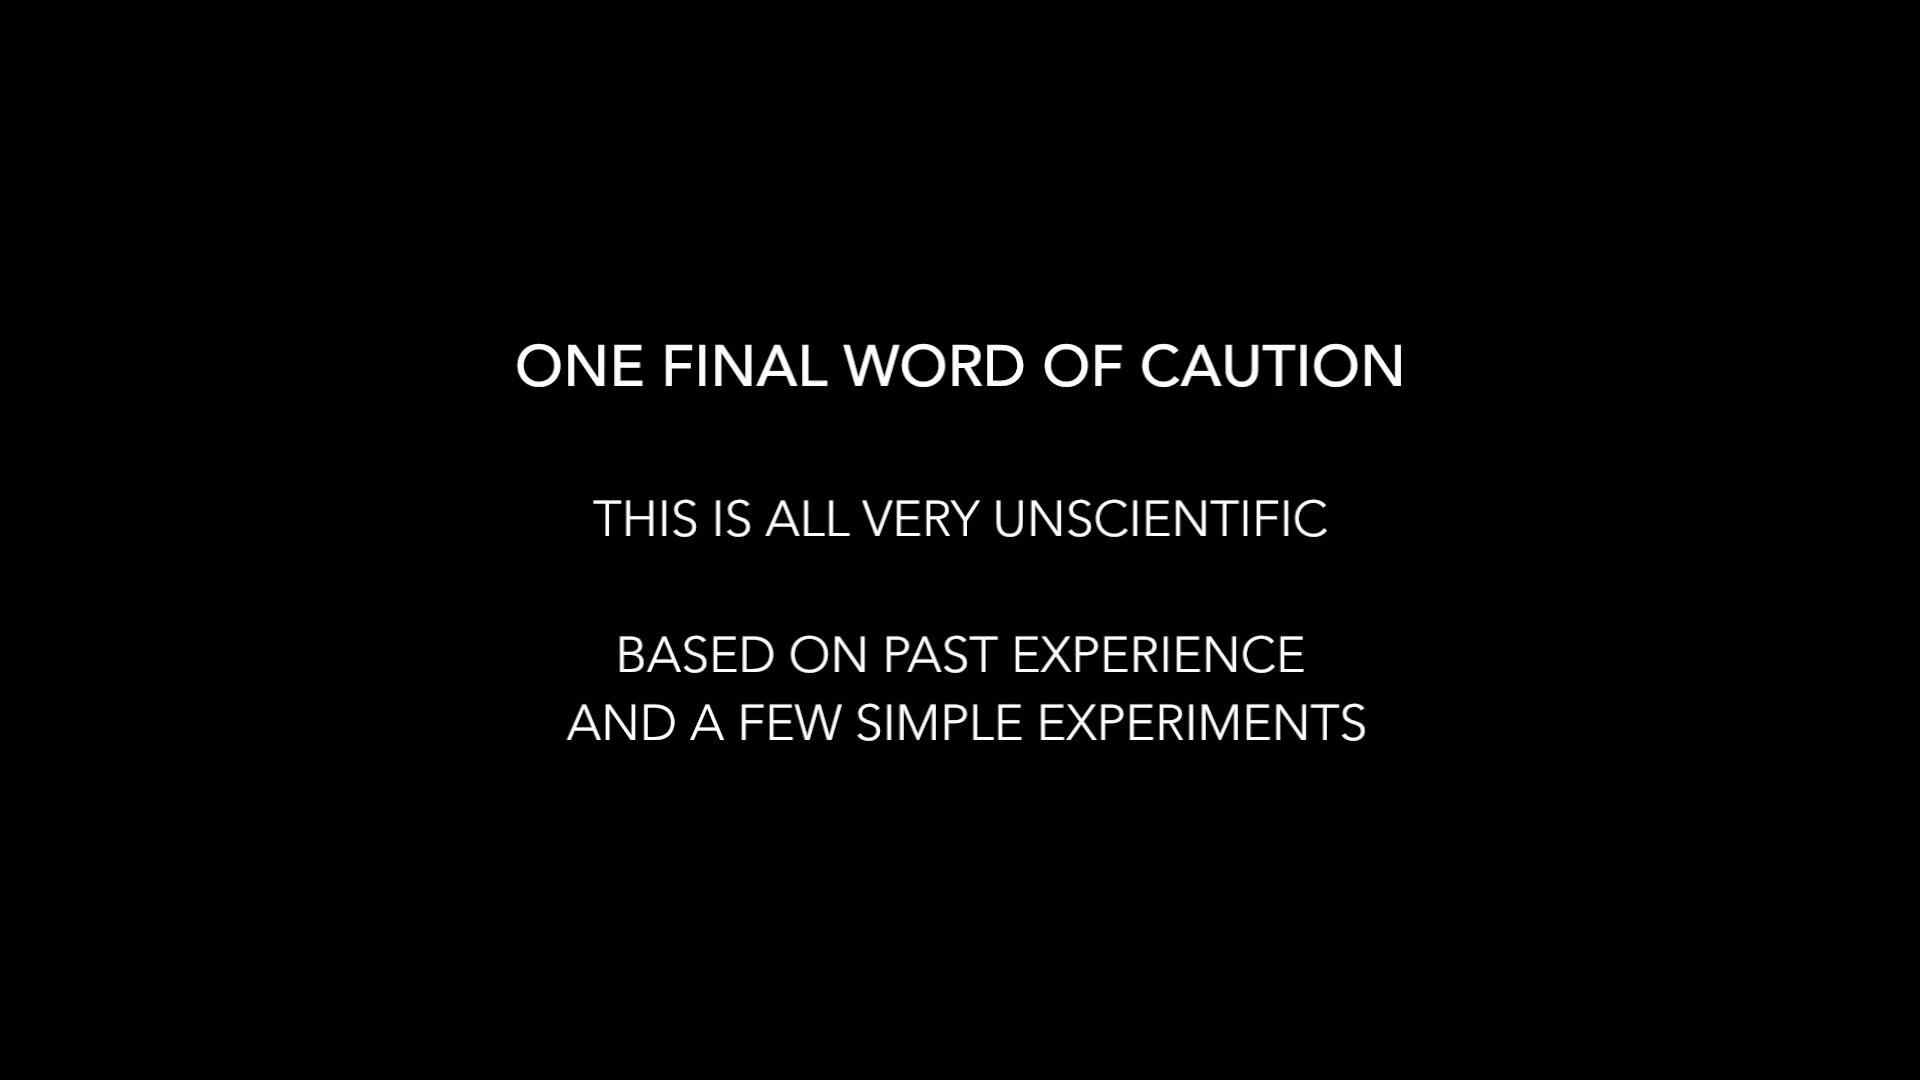 ONE FINAL WORD OF CAUTION
THIS IS ALL VERY UNSCIENTIFIC
BASED ON PAST EXPERIENCE
AND A FEW SIMPLE EXPERIMENTS